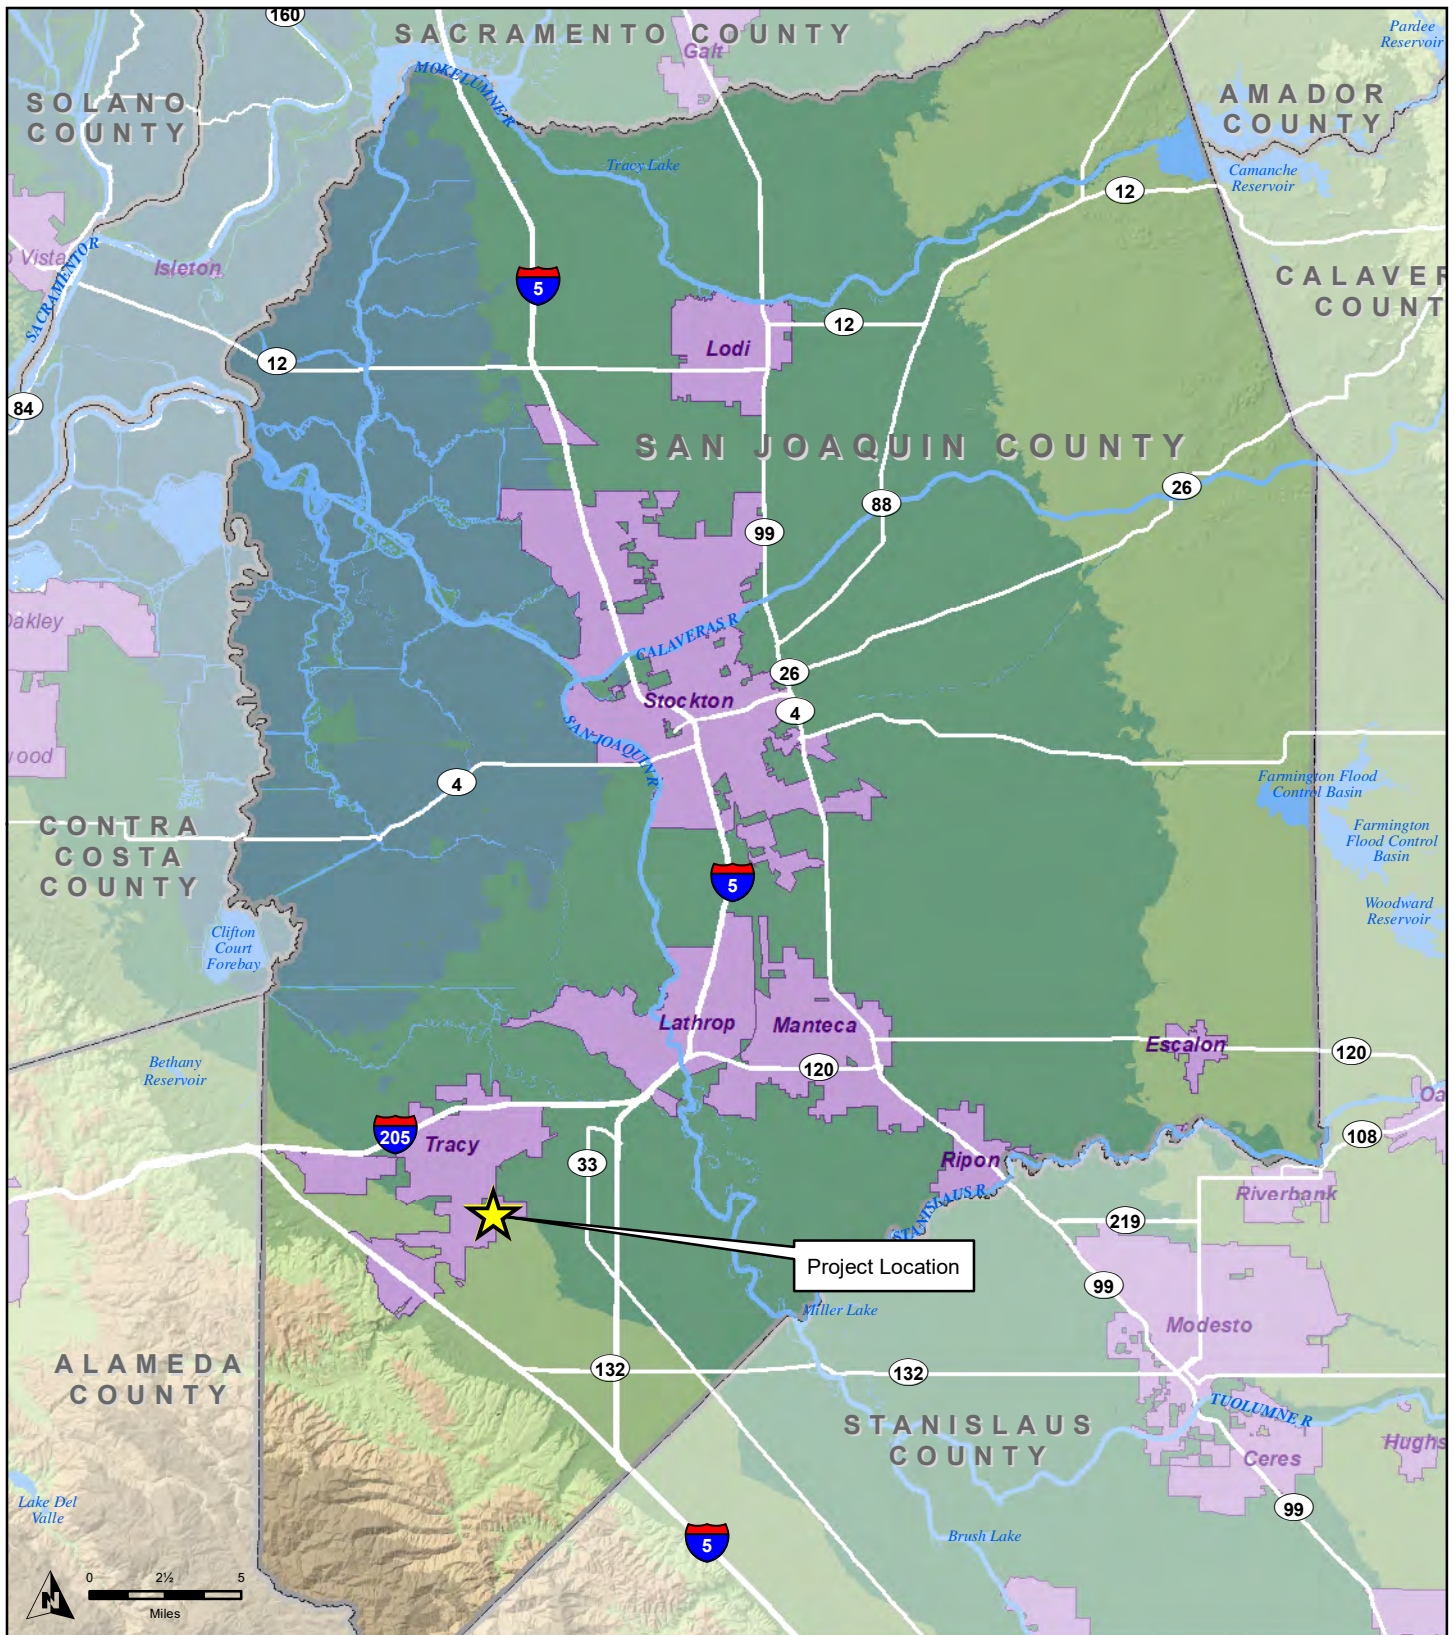 160
SACRAMENTO COUNTY
Galt
Pardee
Reservoir
MOKELUMNE R
SOLANO
COUNTY
AMADOR
COUNTY
Tracy Lake
Camanche
Reservoir
12
o Vista
Isleton
SACRAMENTO R
5
CALAVER
COUNT
12
Lodi
12
84
SAN JOAQUIN COUNTY
26
88
99
Oakley
CALAVERAS R
26
Stockton
4
SAN JOAQUIN R
wood
4
Farmington Flood
Control Basin
CONTRA
COSTA
COUNTY
Farmington
Flood Control
Basin
5
Woodward
Reservoir
Clifton
Court
Forebay
Lathrop
Manteca
Escalon
120
120
Bethany
Reservoir
Oa
205
Tracy
108
33
Ripon
Riverbank
STANISLAUS R
219
Project Location
99
Miller Lake
Modesto
ALAMEDA
COUNTY
132
132
TUOLUMNE R
STANISLAUS
COUNTY
Hughs
Ceres
Lake Del
Valle
99
Brush Lake
5
N
0 2½ 5
Miles